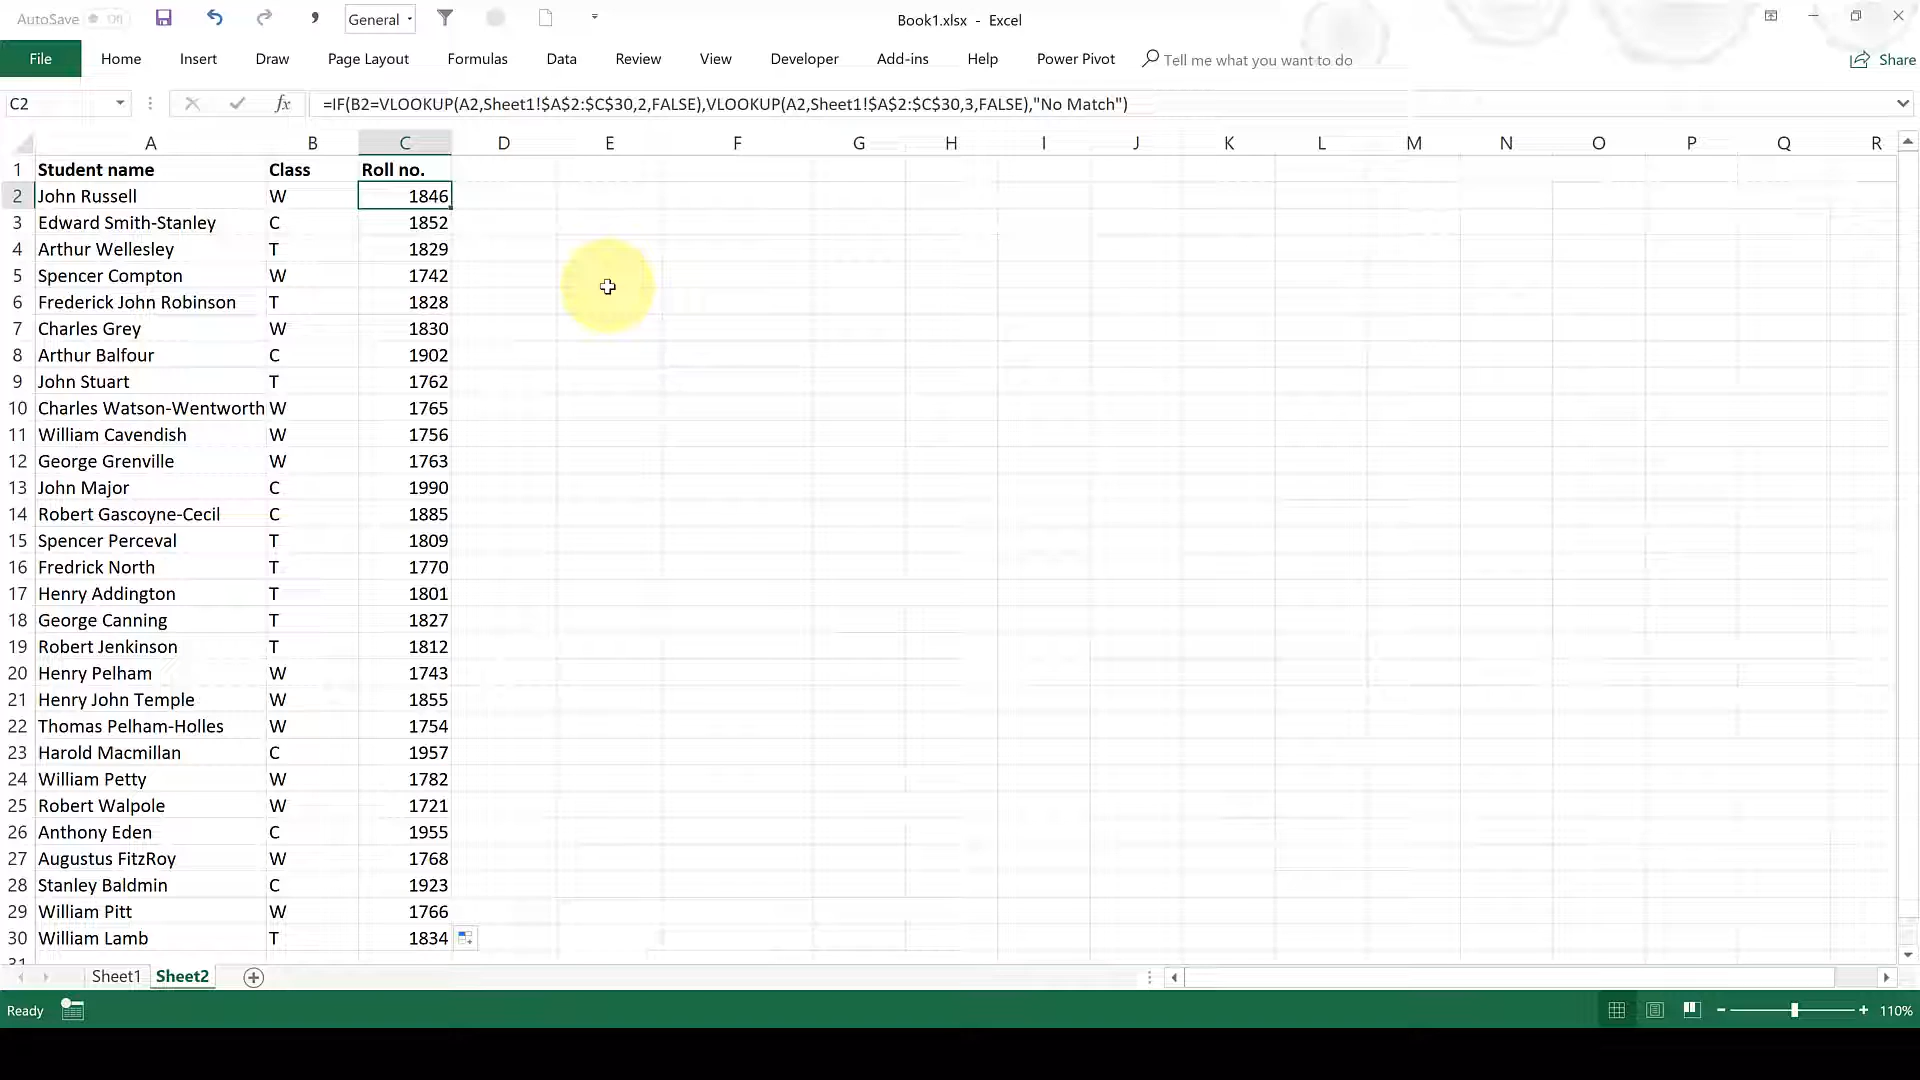 AutoSave Off General Book1.xlsx - Excel
File Home Insert Draw Page Layout Formulas Data Review View Developer Add-ins Help Power Pivot Tell me what you want to do Share
C2 fx =IF(B2=VLOOKUP(A2,Sheet1!$A$2:$C$30,2,FALSE),VLOOKUP(A2,Sheet1!$A$2:$C$30,3,FALSE),"No Match")
A B C D E F G H I J K L M N O P Q R
1 Student name Class Roll no.
2 John Russell W 1846
3 Edward Smith-Stanley C 1852
4 Arthur Wellesley T 1829
5 Spencer Compton W 1742
6 Frederick John Robinson T 1828
7 Charles Grey W 1830
8 Arthur Balfour C 1902
9 John Stuart T 1762
10 Charles Watson-Wentworth W 1765
11 William Cavendish W 1756
12 George Grenville W 1763
13 John Major C 1990
14 Robert Gascoyne-Cecil C 1885
15 Spencer Perceval T 1809
16 Fredrick North T 1770
17 Henry Addington T 1801
18 George Canning T 1827
19 Robert Jenkinson T 1812
20 Henry Pelham W 1743
21 Henry John Temple W 1855
22 Thomas Pelham-Holles W 1754
23 Harold Macmillan C 1957
24 William Petty W 1782
25 Robert Walpole W 1721
26 Anthony Eden C 1955
27 Augustus FitzRoy W 1768
28 Stanley Baldmin C 1923
29 William Pitt W 1766
30 William Lamb T 1834
31
Sheet1 Sheet2
Ready 110%